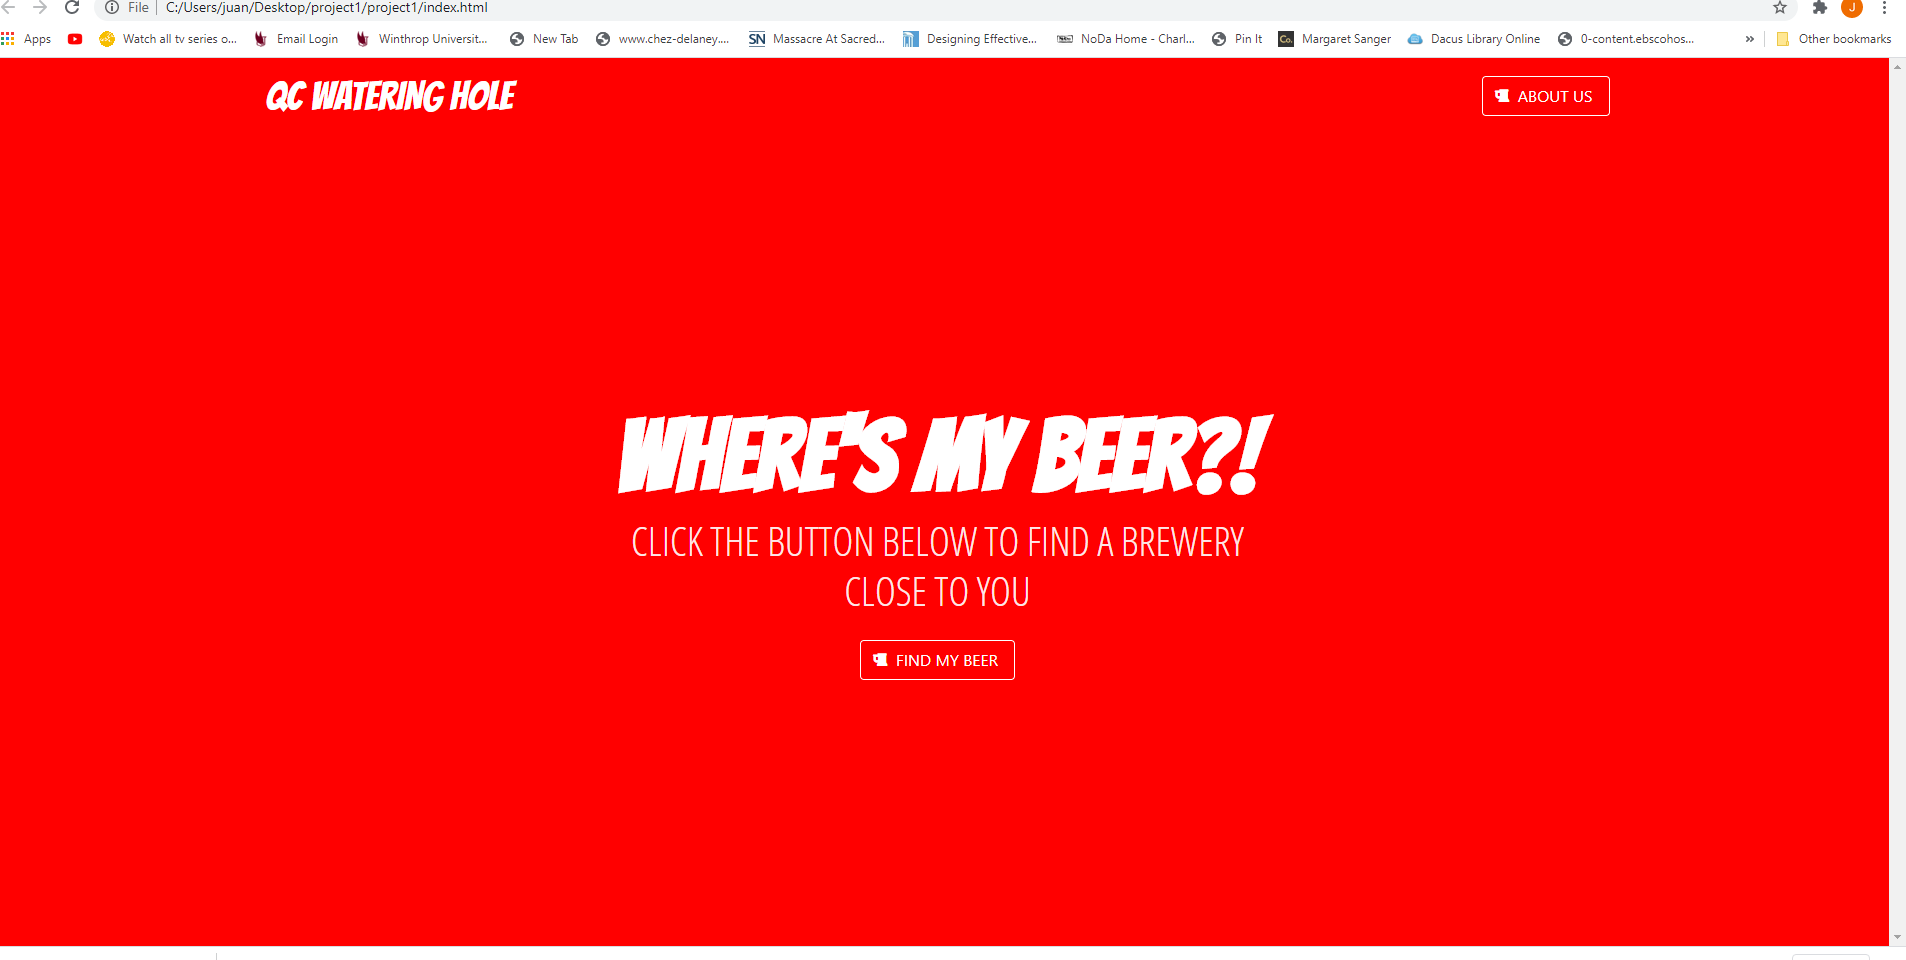 File | C:/Users/juan/Desktop/project1/project1/index.html J
Apps Watch all tv series o... Email Login Winthrop Universit... New Tab www.chez-delaney.... SN Massacre At Sacred... Designing Effective... NoDa Home - Charl... Pin It Co. Margaret Sanger Dacus Library Online 0-content.ebscohos... » Other bookmarks
QC WATERING HOLE
ABOUT US
WHERE'S MY BEER?!
CLICK THE BUTTON BELOW TO FIND A BREWERY
CLOSE TO YOU
FIND MY BEER